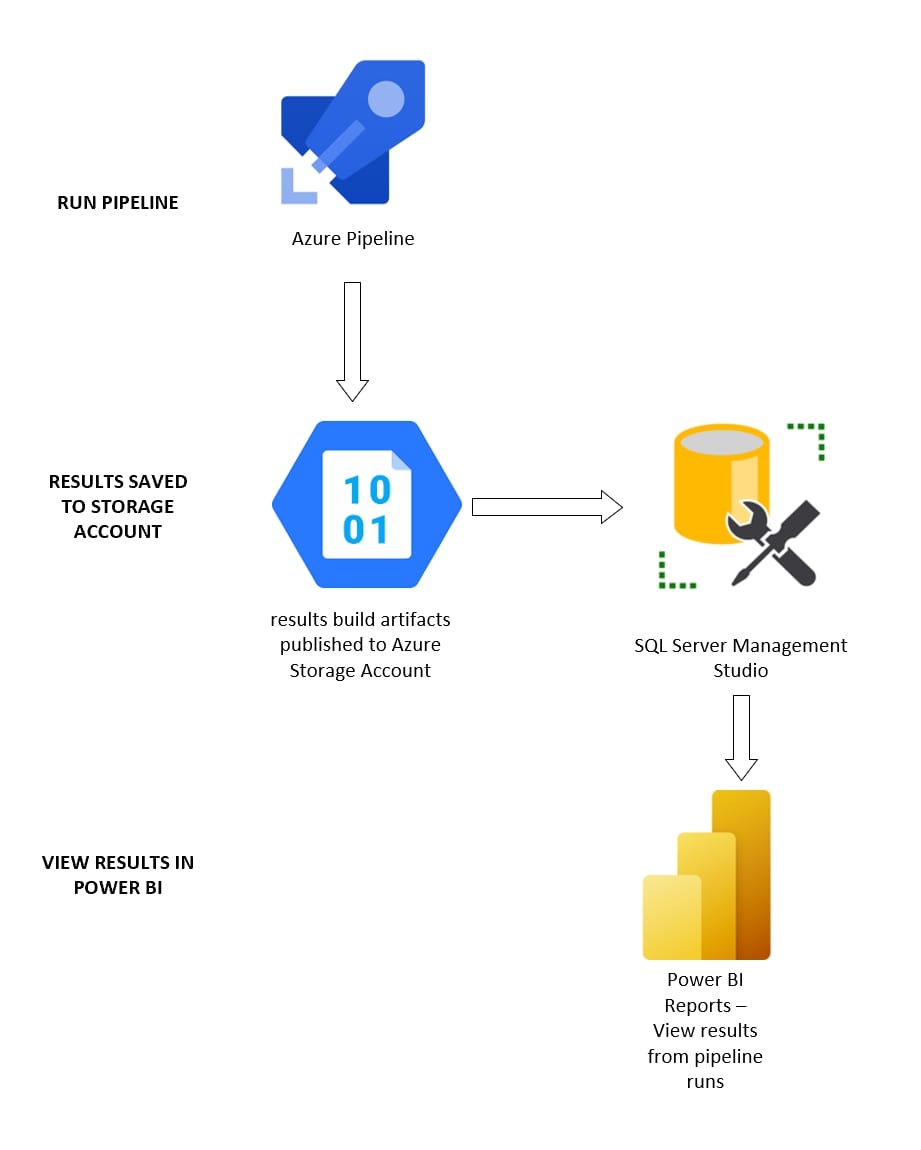 RUN PIPELINE
Azure Pipeline
RESULTS SAVED
TO STORAGE
ACCOUNT
10
01
results build artifacts
published to Azure
Storage Account
SQL Server Management
Studio
VIEW RESULTS IN
POWER BI
Power BI
Reports –
View results
from pipeline
runs